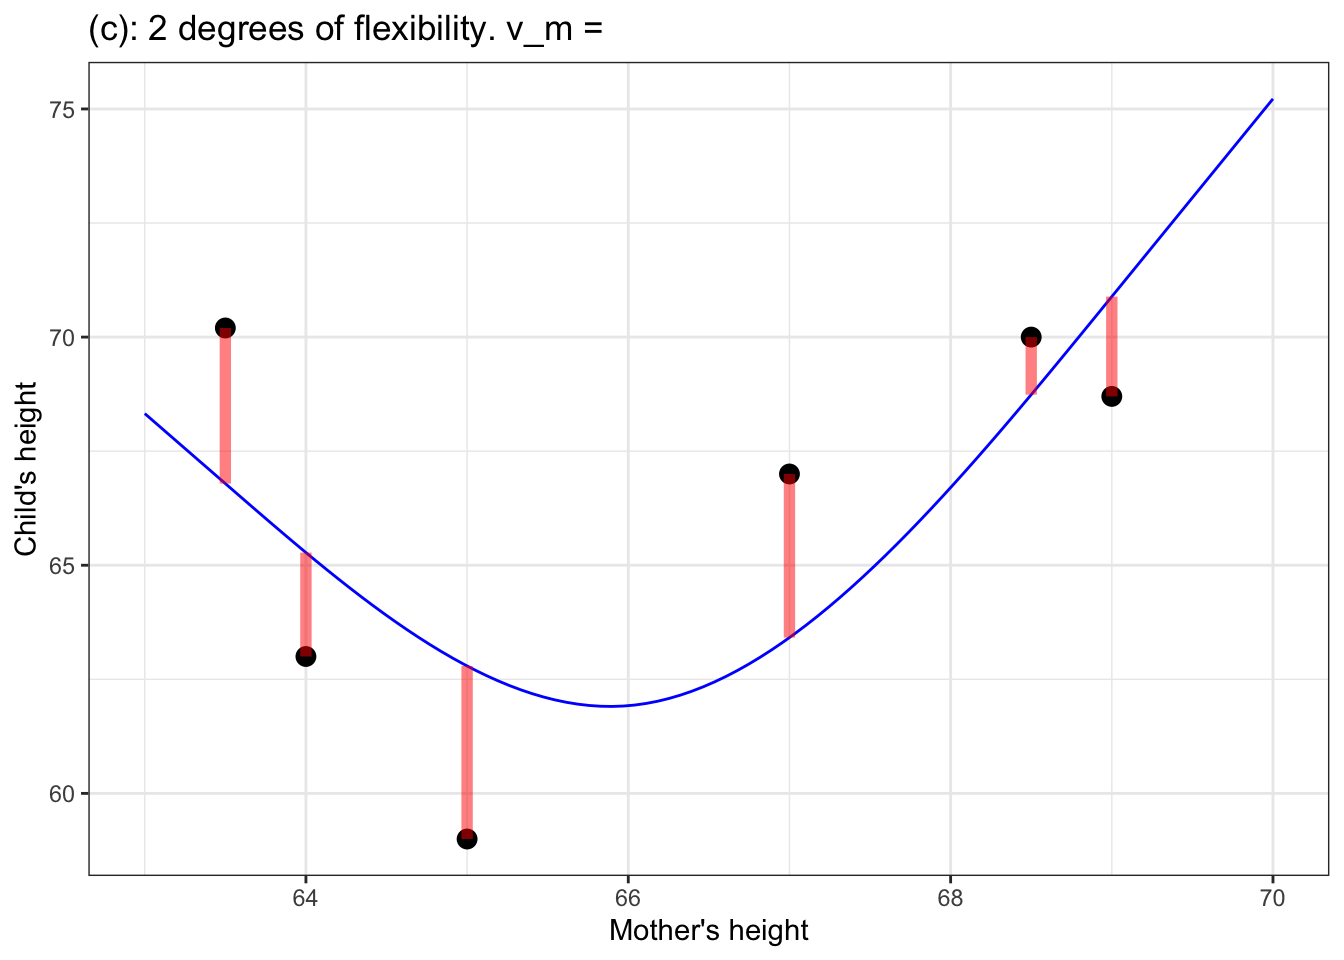 (c): 2 degrees of flexibility. v_m =
75
70
65
60
Child's height
64 66 68 70
Mother's height